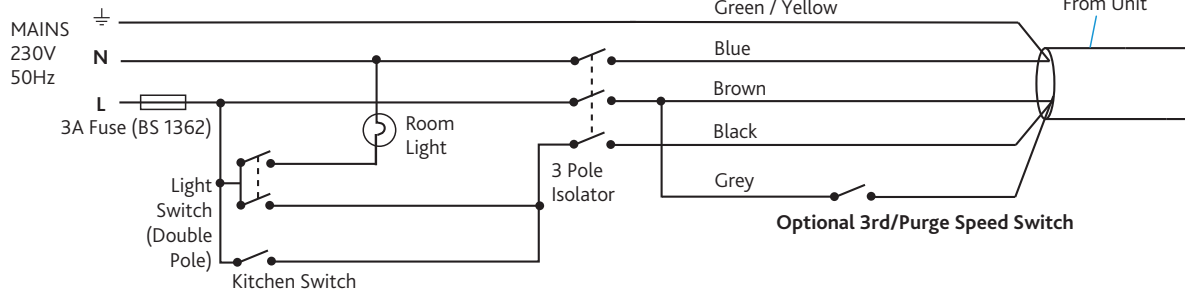 Green / Yellow
From Unit
MAINS
230V
50Hz
N
Blue
L
Brown
3A Fuse (BS 1362)
Room
Light
Black
3 Pole
Isolator
Light
Switch
(Double
Pole)
Grey
Optional 3rd/Purge Speed Switch
Kitchen Switch